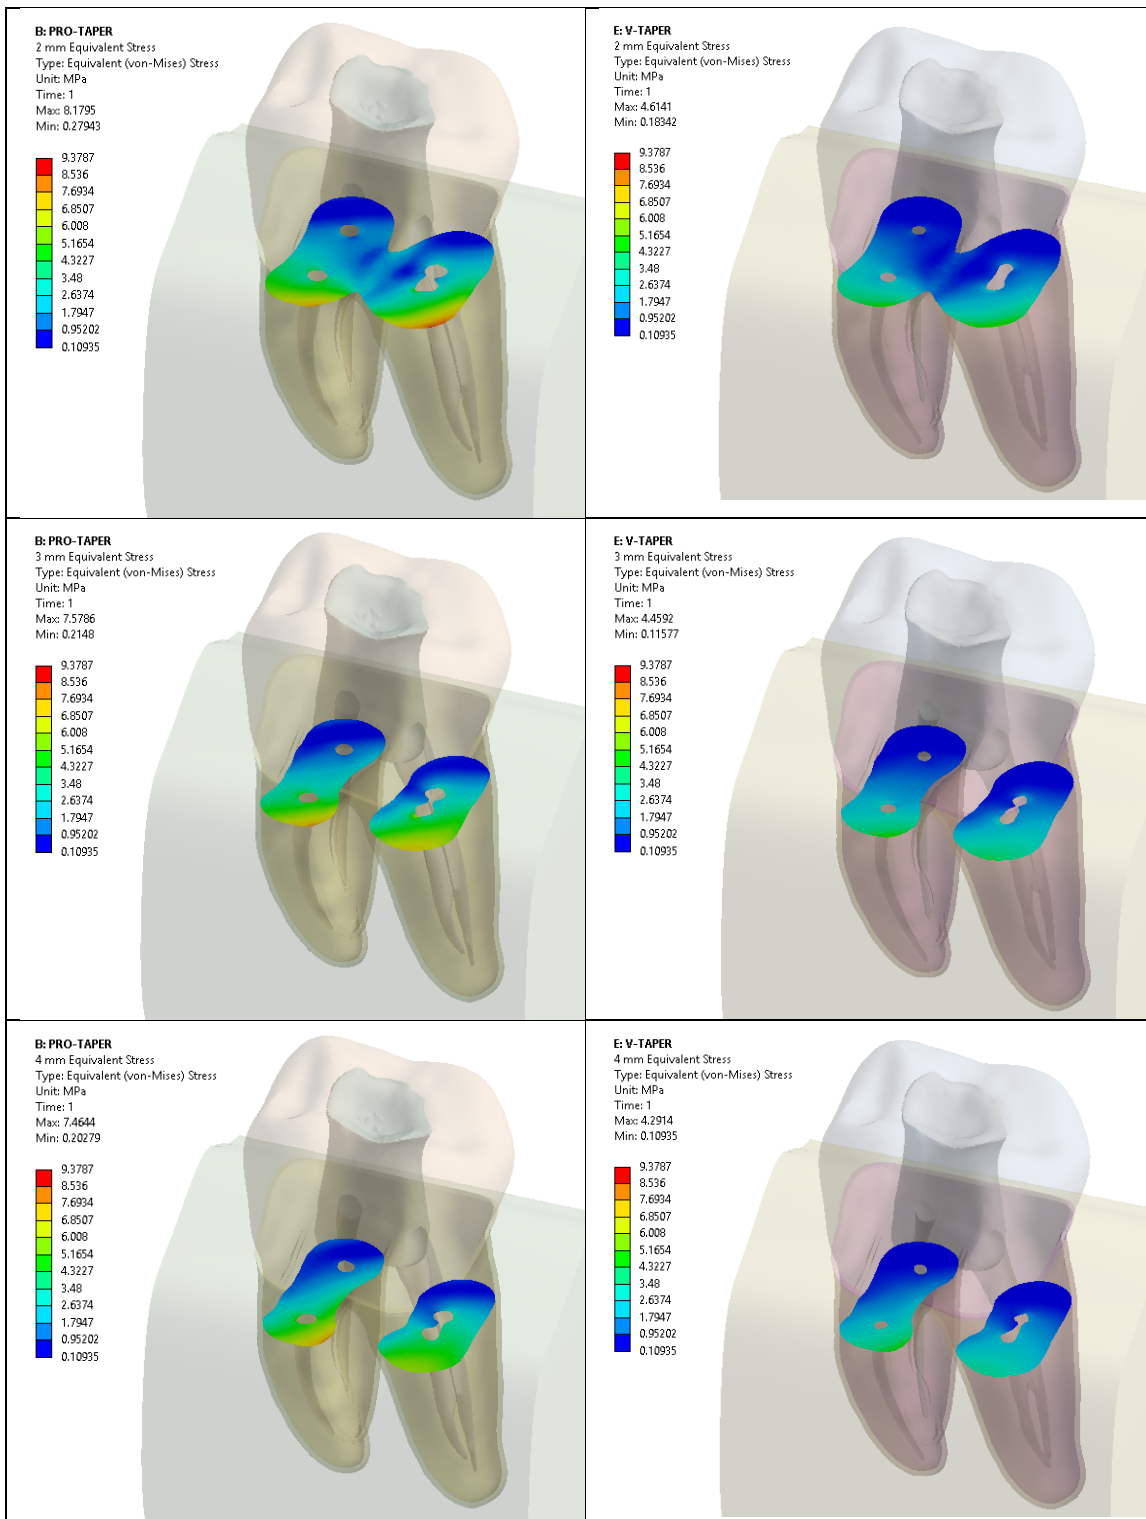 B: PRO-TAPER
2 mm Equivalent Stress
Type: Equivalent (von-Mises) Stress
Unit: MPa
Time: 1
Max: 8.1795
Min: 0.27943
9.3787
8.536
7.6934
6.8507
6.008
5.1654
4.3227
3.48
2.6374
1.7947
0.95202
0.10935
E: V-TAPER
2 mm Equivalent Stress
Type: Equivalent (von-Mises) Stress
Unit: MPa
Time: 1
Max: 4.6141
Min: 0.18342
9.3787
8.536
7.6934
6.8507
6.008
5.1654
4.3227
3.48
2.6374
1.7947
0.95202
0.10935
B: PRO-TAPER
3 mm Equivalent Stress
Type: Equivalent (von-Mises) Stress
Unit: MPa
Time: 1
Max: 7.5786
Min: 0.2148
9.3787
8.536
7.6934
6.8507
6.008
5.1654
4.3227
3.48
2.6374
1.7947
0.95202
0.10935
E: V-TAPER
3 mm Equivalent Stress
Type: Equivalent (von-Mises) Stress
Unit: MPa
Time: 1
Max: 4.4592
Min: 0.11577
9.3787
8.536
7.6934
6.8507
6.008
5.1654
4.3227
3.48
2.6374
1.7947
0.95202
0.10935
B: PRO-TAPER
4 mm Equivalent Stress
Type: Equivalent (von-Mises) Stress
Unit: MPa
Time: 1
Max: 7.4644
Min: 0.20279
9.3787
8.536
7.6934
6.8507
6.008
5.1654
4.3227
3.48
2.6374
1.7947
0.95202
0.10935
E: V-TAPER
4 mm Equivalent Stress
Type: Equivalent (von-Mises) Stress
Unit: MPa
Time: 1
Max: 4.2914
Min: 0.10935
9.3787
8.536
7.6934
6.8507
6.008
5.1654
4.3227
3.48
2.6374
1.7947
0.95202
0.10935